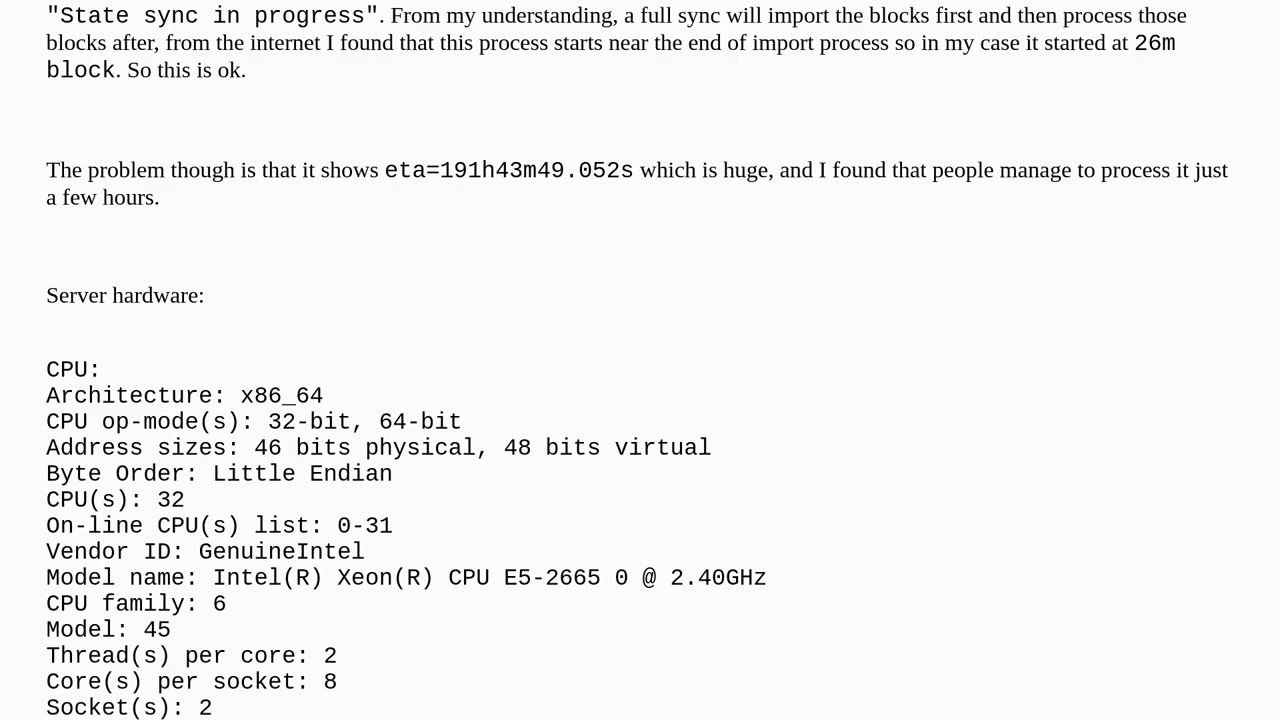 "State sync in progress". From my understanding, a full sync will import the blocks first and then process those
blocks after, from the internet I found that this process starts near the end of import process so in my case it started at 26m
block. So this is ok.
The problem though is that it shows eta=191h43m49.052s which is huge, and I found that people manage to process it just
a few hours.
Server hardware:
CPU:
Architecture: x86_64
CPU op-mode(s): 32-bit, 64-bit
Address sizes: 46 bits physical, 48 bits virtual
Byte Order: Little Endian
CPU(s): 32
On-line CPU(s) list: 0-31
Vendor ID: GenuineIntel
Model name: Intel(R) Xeon(R) CPU E5-2665 0 @ 2.40GHz
CPU family: 6
Model: 45
Thread(s) per core: 2
Core(s) per socket: 8
Socket(s): 2